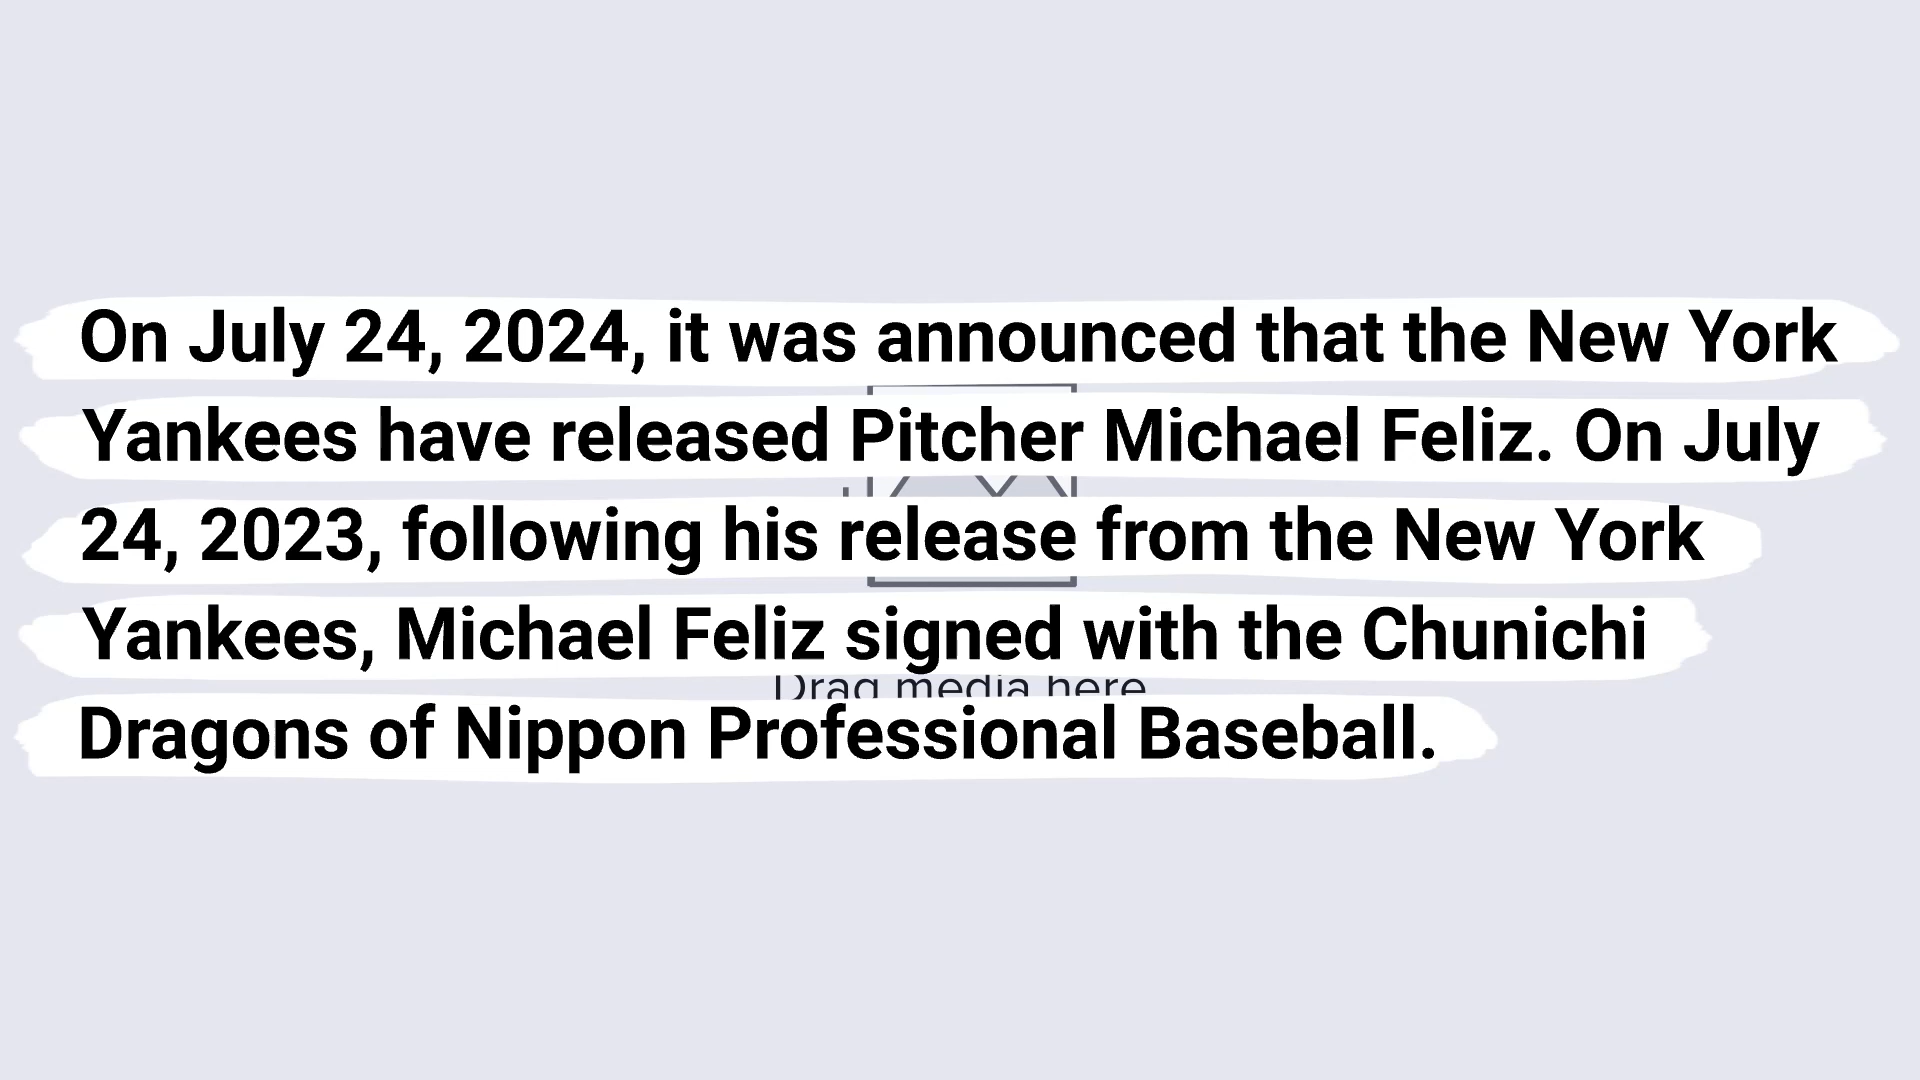 On July 24, 2024, it was announced that the New York
Yankees have released Pitcher Michael Feliz. On July
24, 2023, following his release from the New York
Yankees, Michael Feliz signed with the Chunichi
Drag media here
Dragons of Nippon Professional Baseball.